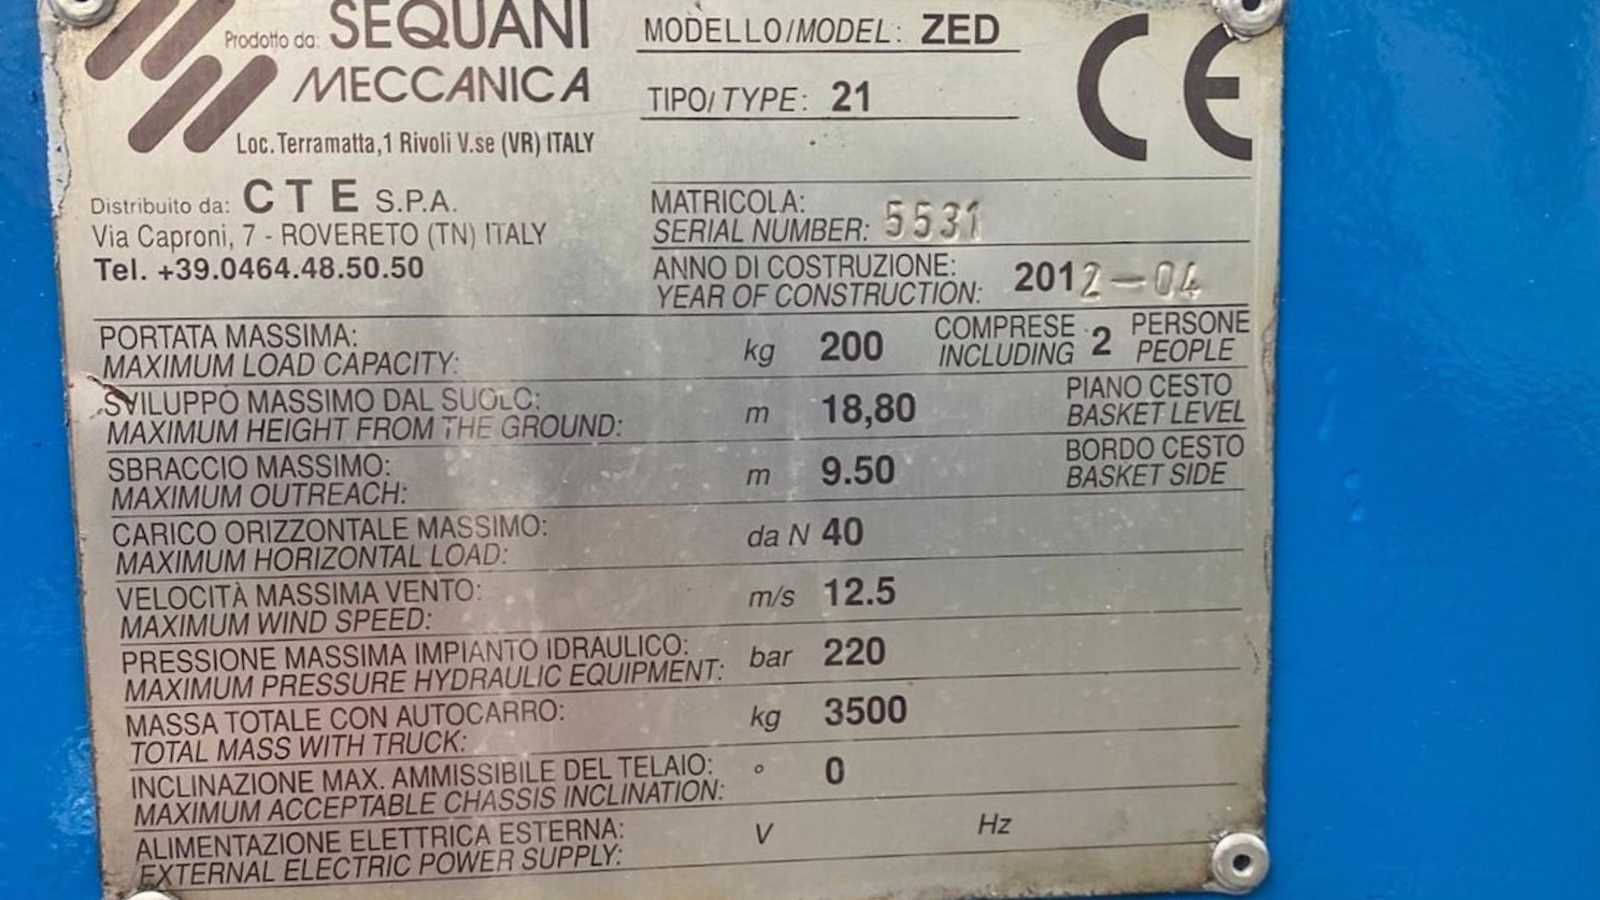 Prodotto da: SEQUANI
MECCANICA
Loc. Terramatta,1 Rivoli V.se (VR) ITALY
MODELLO/MODEL: ZED
TIPO/TYPE: 21
CE
Distribuito da: CTE S.P.A.
Via Caproni, 7 - ROVERETO (TN) ITALY
Tel. +39.0464.48.50.50
MATRICOLA:
SERIAL NUMBER: 5531
ANNO DI COSTRUZIONE:
YEAR OF CONSTRUCTION: 2012-04
PORTATA MASSIMA:
MAXIMUM LOAD CAPACITY: kg 200 COMPRESE INCLUDING 2 PERSONE PEOPLE
SVILUPPO MASSIMO DAL SUOLO:
MAXIMUM HEIGHT FROM THE GROUND: m 18,80 PIANO CESTO BASKET LEVEL
SBRACCIO MASSIMO:
MAXIMUM OUTREACH: m 9.50 BORDO CESTO BASKET SIDE
CARICO ORIZZONTALE MASSIMO:
MAXIMUM HORIZONTAL LOAD: da N 40
VELOCITÀ MASSIMA VENTO:
MAXIMUM WIND SPEED: m/s 12.5
PRESSIONE MASSIMA IMPIANTO IDRAULICO:
MAXIMUM PRESSURE HYDRAULIC EQUIPMENT: bar 220
MASSA TOTALE CON AUTOCARRO:
TOTAL MASS WITH TRUCK: kg 3500
INCLINAZIONE MAX. AMMISSIBILE DEL TELAIO:
MAXIMUM ACCEPTABLE CHASSIS INCLINATION: ° 0
ALIMENTAZIONE ELETTRICA ESTERNA:
EXTERNAL ELECTRIC POWER SUPPLY: V Hz